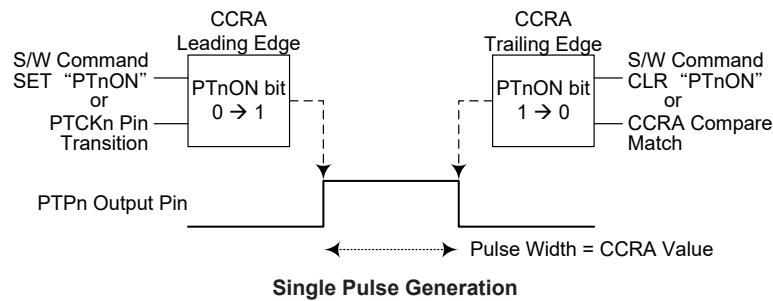 CCRA
Leading Edge
S/W Command
SET “PTnON”
or
PTCKn Pin
Transition
PTnON bit
0 → 1
CCRA
Trailing Edge
PTnON bit
1 → 0
S/W Command
CLR “PTnON”
or
CCRA Compare
Match
PTPn Output Pin
Pulse Width = CCRA Value
Single Pulse Generation